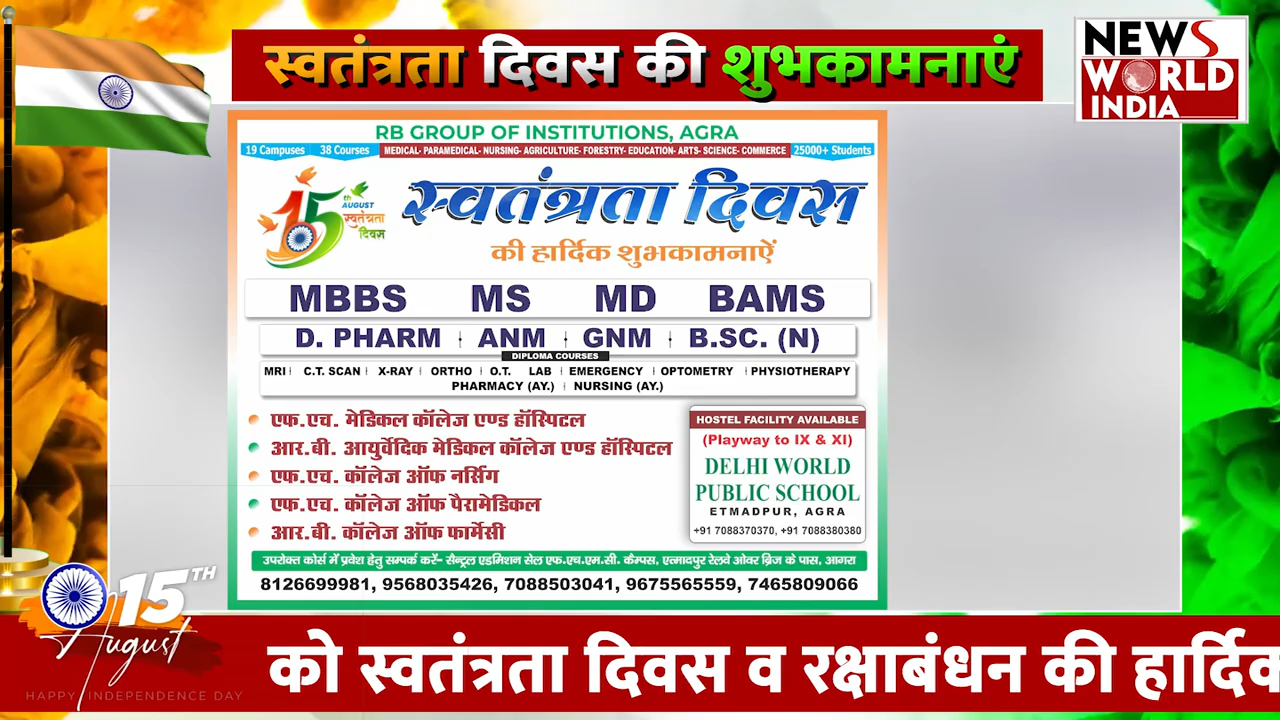 स्वतंत्रता दिवस की शुभकामनाएं
NEWS
WORLD
INDIA
RB GROUP OF INSTITUTIONS, AGRA
19 Campuses 38 Courses MEDICAL- PARAMEDICAL- NURSING- AGRICULTURE- FORESTRY- EDUCATION- ARTS- SCIENCE- COMMERCE 25000+ Students
15th AUGUST
स्वतंत्रता
दिवस
स्वतंत्रता दिवस
की हार्दिक शुभकामनाऐं
MBBS MS MD BAMS
D. PHARM ANM GNM B.SC. (N)
DIPLOMA COURSES
MRI C.T. SCAN X-RAY ORTHO O.T. LAB EMERGENCY OPTOMETRY PHYSIOTHERAPY
PHARMACY (AY.) NURSING (AY.)
एफ.एच. मेडिकल कॉलेज एण्ड हॉस्पिटल
आर.बी. आयुर्वेदिक मेडिकल कॉलेज एण्ड हॉस्पिटल
एफ.एच. कॉलेज ऑफ नर्सिंग
एफ.एच. कॉलेज ऑफ पैरामेडिकल
आर.बी. कॉलेज ऑफ फार्मेसी
HOSTEL FACILITY AVAILABLE
(Playway to IX & XI)
DELHI WORLD
PUBLIC SCHOOL
ETMADPUR, AGRA
+91 7088370370, +91 7088380380
उपरोक्त कोर्स में प्रवेश हेतु सम्पर्क करें- सैन्ट्रल एडमिशन सेल एफ.एच.एम.सी. कैम्पस, एत्मादपुर रेलवे ओवर ब्रिज के पास, आगरा
8126699981, 9568035426, 7088503041, 9675565559, 7465809066
15TH
August
HAPPY INDEPENDENCE DAY
को स्वतंत्रता दिवस व रक्षाबंधन की हार्दिक